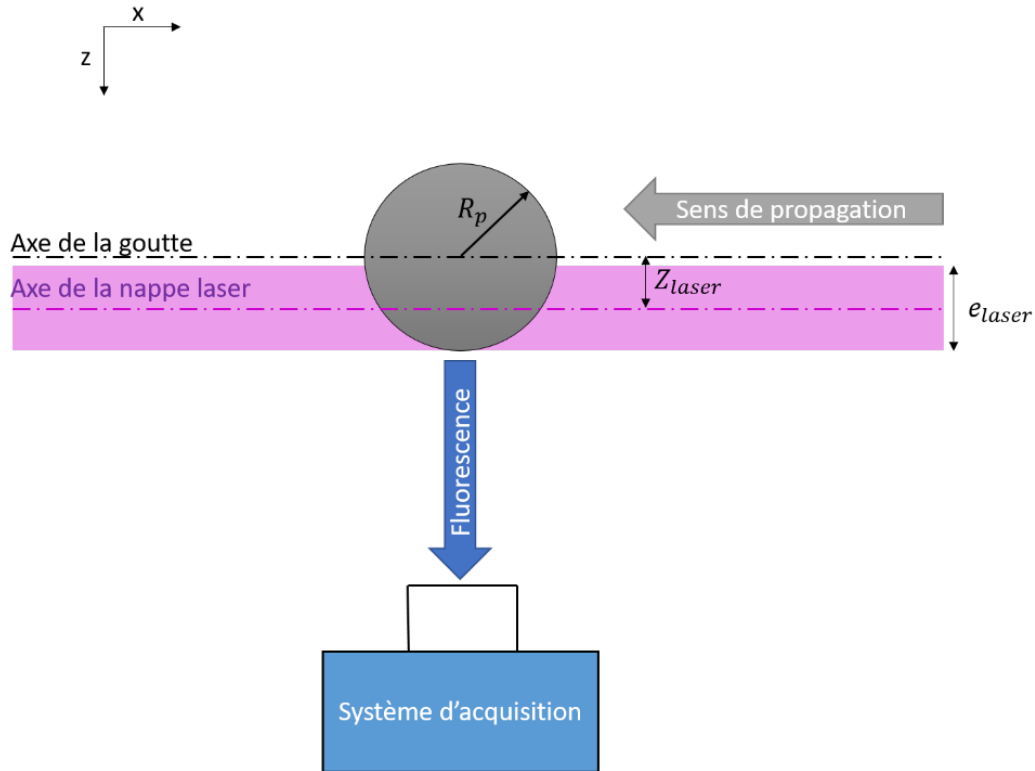 x
z
R_p
Sens de propagation
Axe de la goutte
Axe de la nappe laser
Z_laser
e_laser
Fluorescence
Système d'acquisition